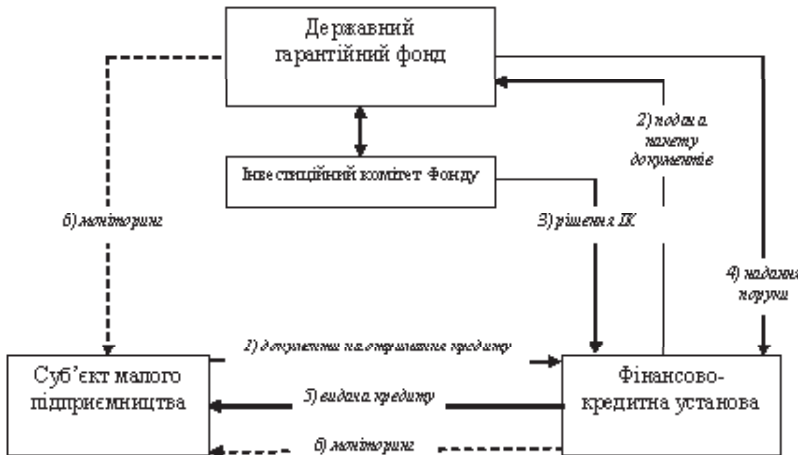 Державний
гарантійний фонд
2) подача
пакету
документів
Інвестиційний комітет Фонду
6) моніторинг
3) рішення ІК
4) надання
поруки
1) документи на отримання кредиту
Суб’єкт малого
підприємництва
5) видача кредиту
Фінансово-
кредитна установа
6) моніторинг